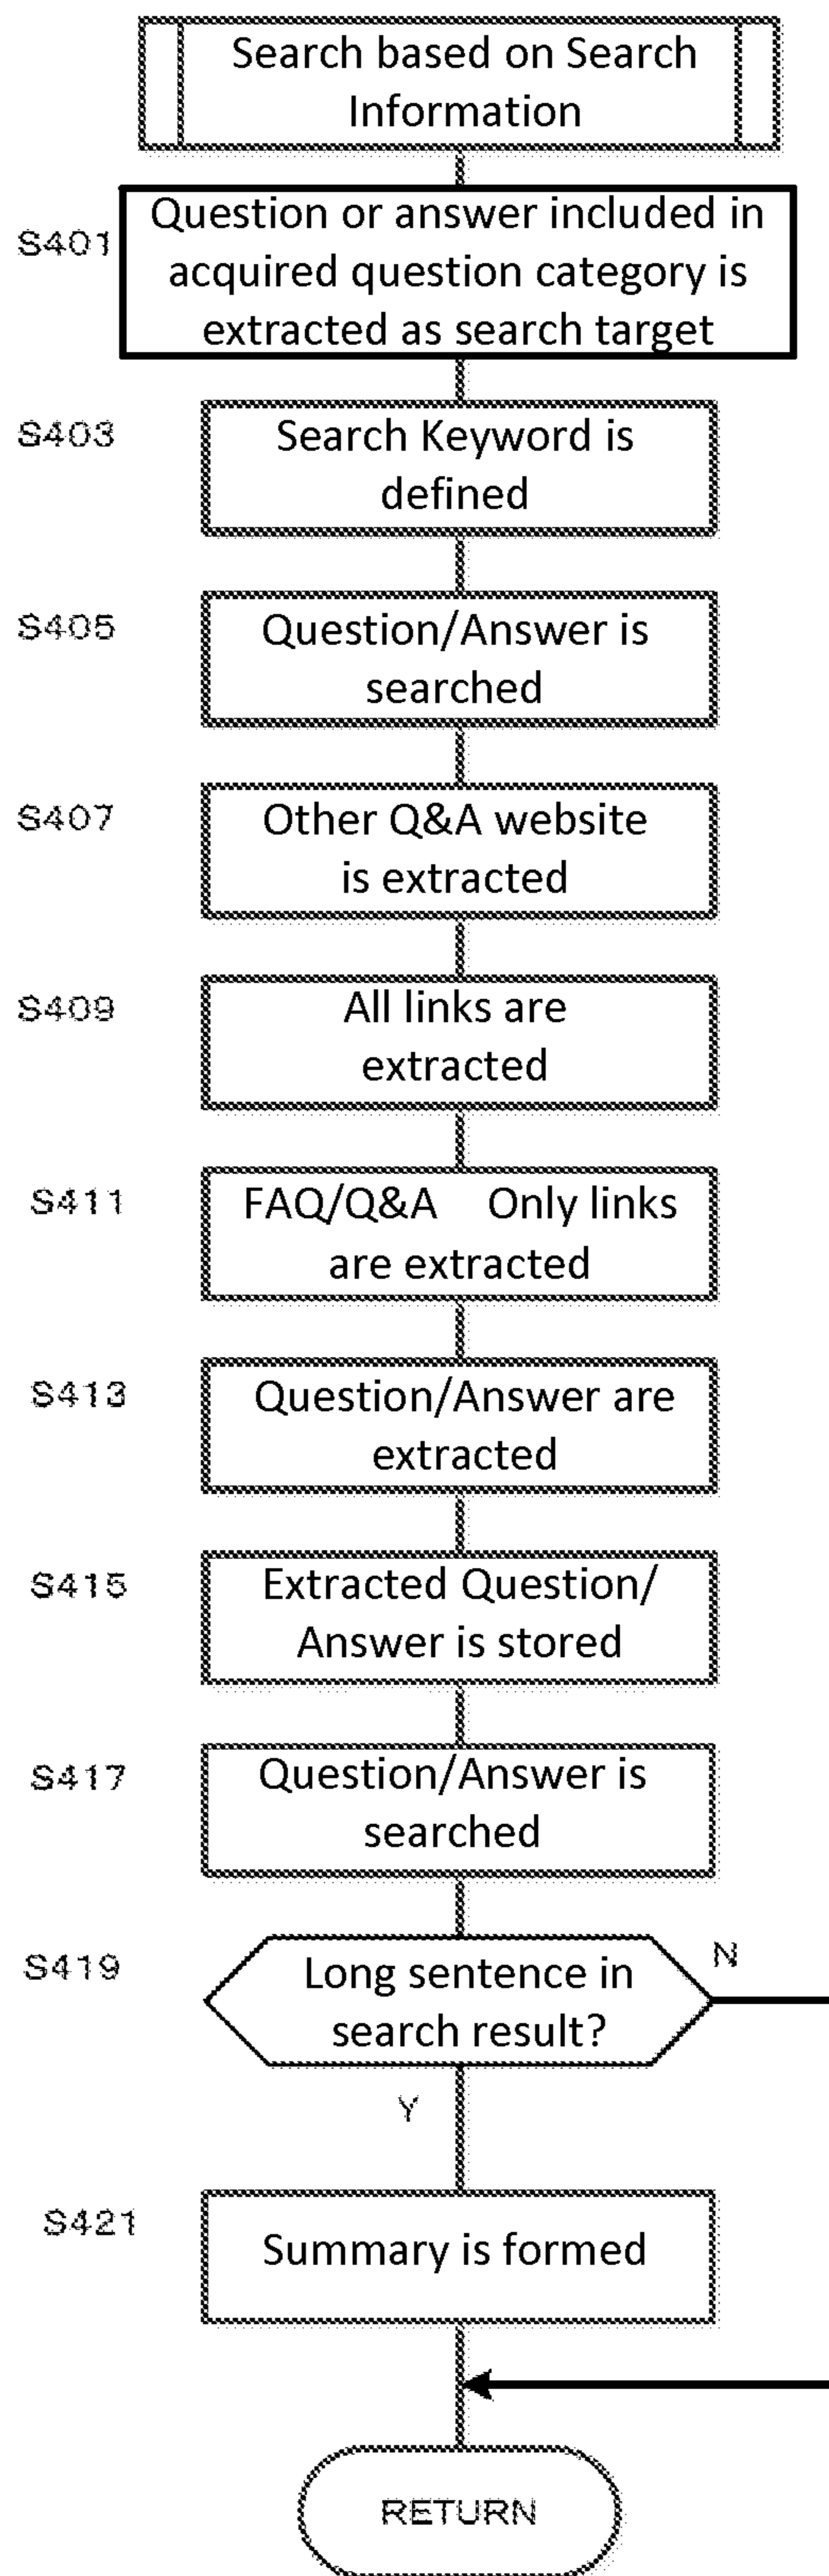 Search based on Search
Information
S401
Question or answer included in
acquired question category is
extracted as search target
S403
Search Keyword is
defined
S405
Question/Answer is
searched
S407
Other Q&A website
is extracted
S409
All links are
extracted
S411
FAQ/Q&A Only links
are extracted
S413
Question/Answer are
extracted
S415
Extracted Question/
Answer is stored
S417
Question/Answer is
searched
S419
Long sentence in
search result?
N
Y
S421
Summary is formed
RETURN